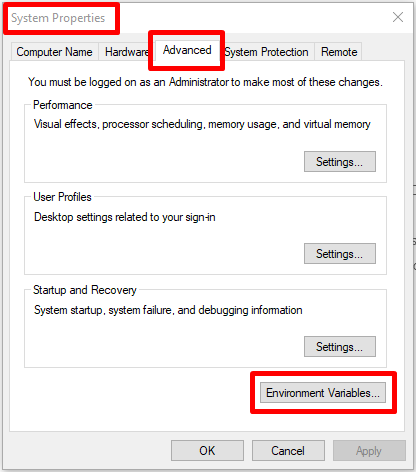 System Properties
Computer Name Hardware Advanced System Protection Remote
You must be logged on as an Administrator to make most of these changes.
Performance
Visual effects, processor scheduling, memory usage, and virtual memory
Settings...
User Profiles
Desktop settings related to your sign-in
Settings...
Startup and Recovery
System startup, system failure, and debugging information
Settings...
Environment Variables...
OK Cancel Apply